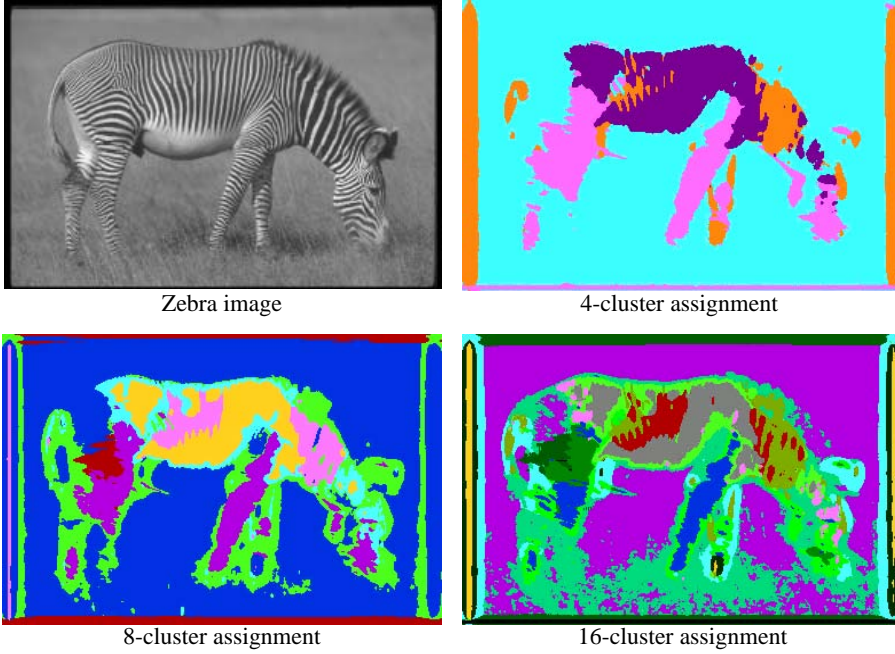 Zebra image
4-cluster assignment
8-cluster assignment
16-cluster assignment